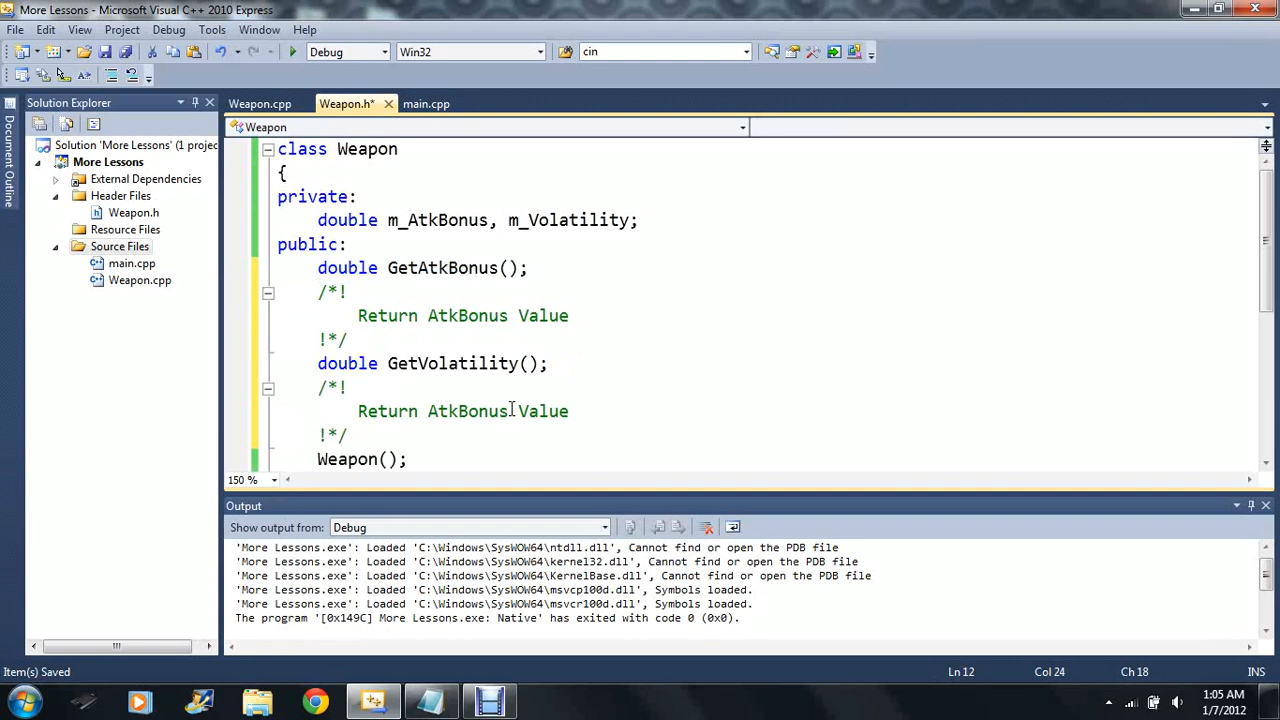 More Lessons - Microsoft Visual C++ 2010 Express
File Edit View Project Debug Tools Window Help
Debug Win32 cin
Solution Explorer
Weapon.cpp Weapon.h* main.cpp
Document Outline
Weapon
Solution 'More Lessons' (1 projec
More Lessons
External Dependencies
Header Files
Weapon.h
Resource Files
Source Files
main.cpp
Weapon.cpp
class Weapon
{
private:
double m_AtkBonus, m_Volatility;
public:
double GetAtkBonus();
/*!
Return AtkBonus Value
!*/
double GetVolatility();
/*!
Return AtkBonus Value
!*/
Weapon();
150 %
Output
Show output from: Debug
'More Lessons.exe': Loaded 'C:\Windows\SysWOW64\ntdll.dll', Cannot find or open the PDB file
'More Lessons.exe': Loaded 'C:\Windows\SysWOW64\kernel32.dll', Cannot find or open the PDB file
'More Lessons.exe': Loaded 'C:\Windows\SysWOW64\KernelBase.dll', Cannot find or open the PDB file
'More Lessons.exe': Loaded 'C:\Windows\SysWOW64\msvcp100d.dll', Symbols loaded.
'More Lessons.exe': Loaded 'C:\Windows\SysWOW64\msvcr100d.dll', Symbols loaded.
The program '[0x149C] More Lessons.exe: Native' has exited with code 0 (0x0).
Item(s) Saved Ln 12 Col 24 Ch 18 INS
1:05 AM
1/7/2012